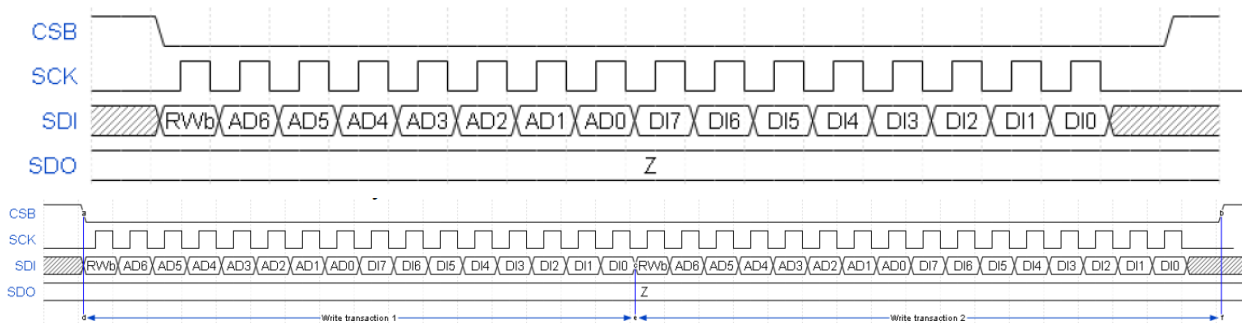 CSB
SCK
SDI RWb AD6 AD5 AD4 AD3 AD2 AD1 AD0 DI7 DI6 DI5 DI4 DI3 DI2 DI1 DI0
SDO Z
CSB a b
SCK
SDI RWb AD6 AD5 AD4 AD3 AD2 AD1 AD0 DI7 DI6 DI5 DI4 DI3 DI2 DI1 DI0 RWb AD6 AD5 AD4 AD3 AD2 AD1 AD0 DI7 DI6 DI5 DI4 DI3 DI2 DI1 DI0
SDO Z
d Write transaction 1 e Write transaction 2 f